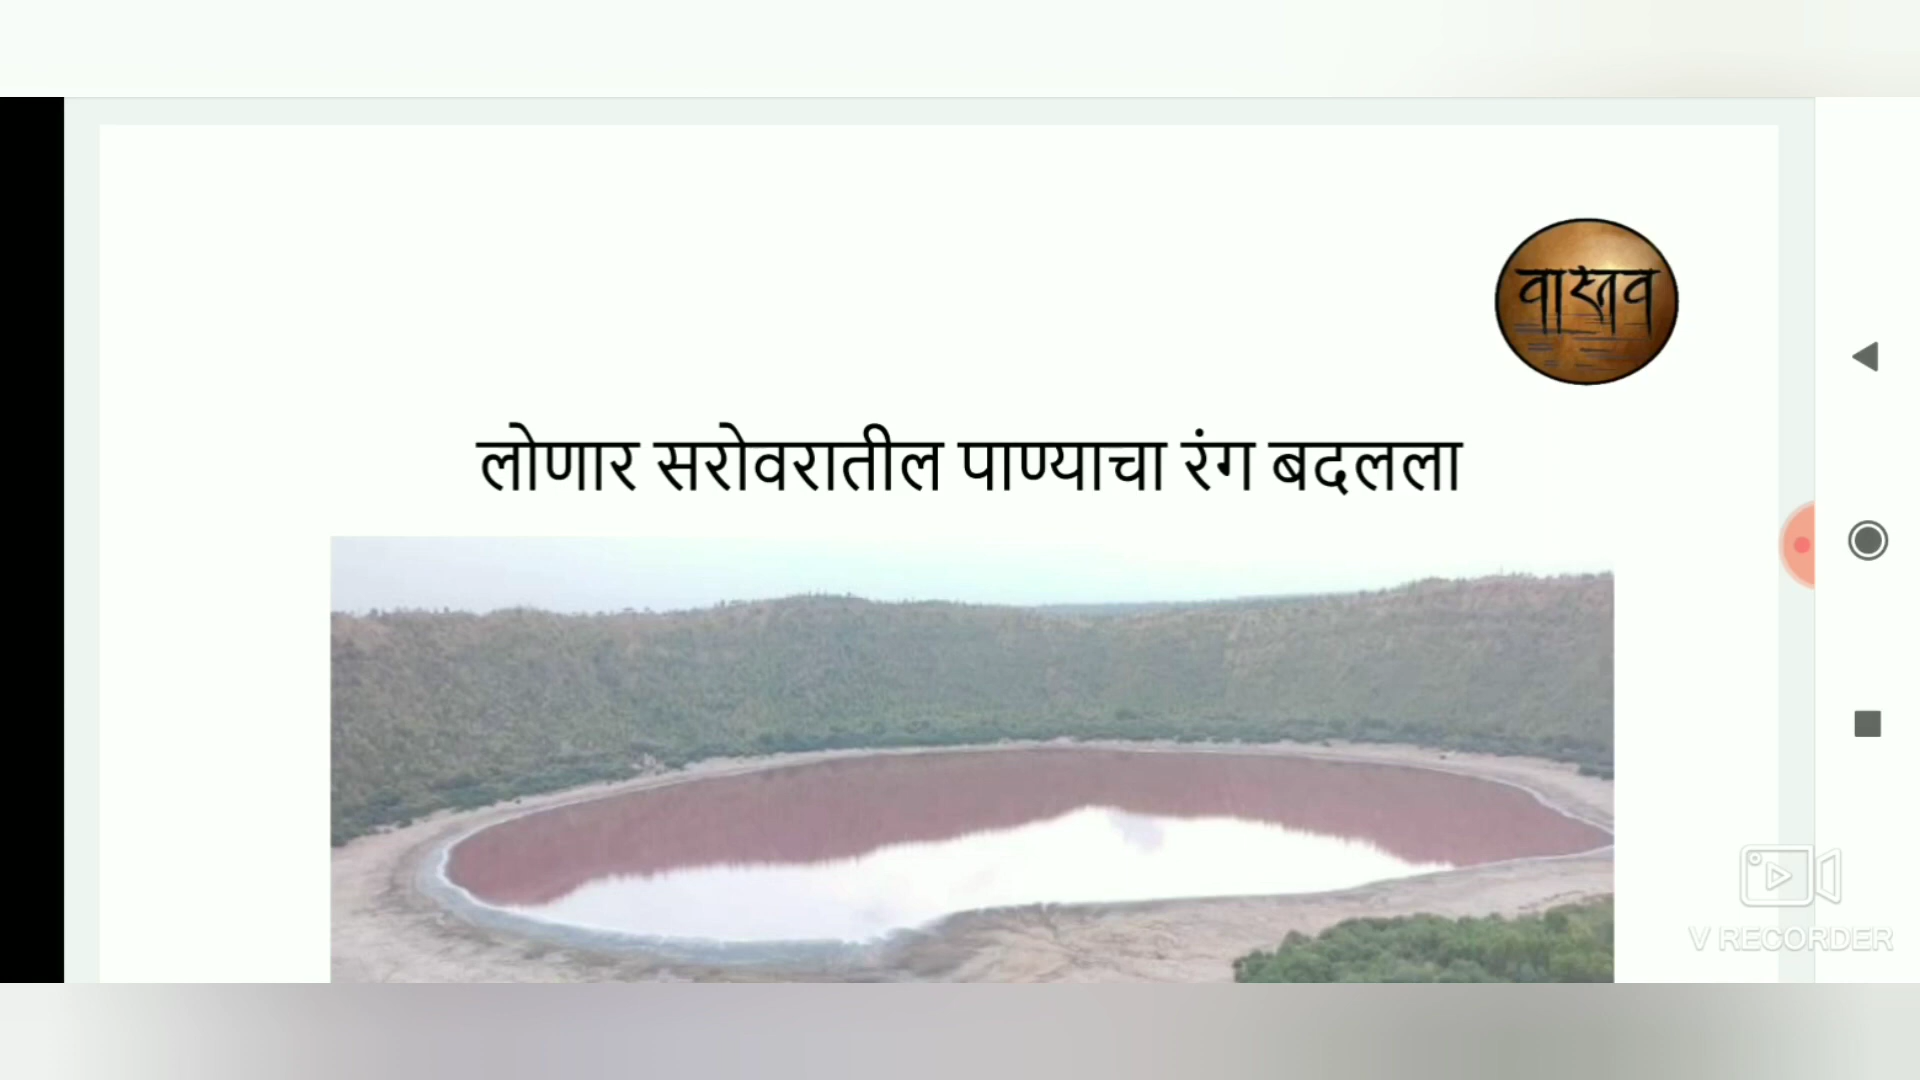 वास्तव
लोणार सरोवरातील पाण्याचा रंग बदलला
V RECORDER